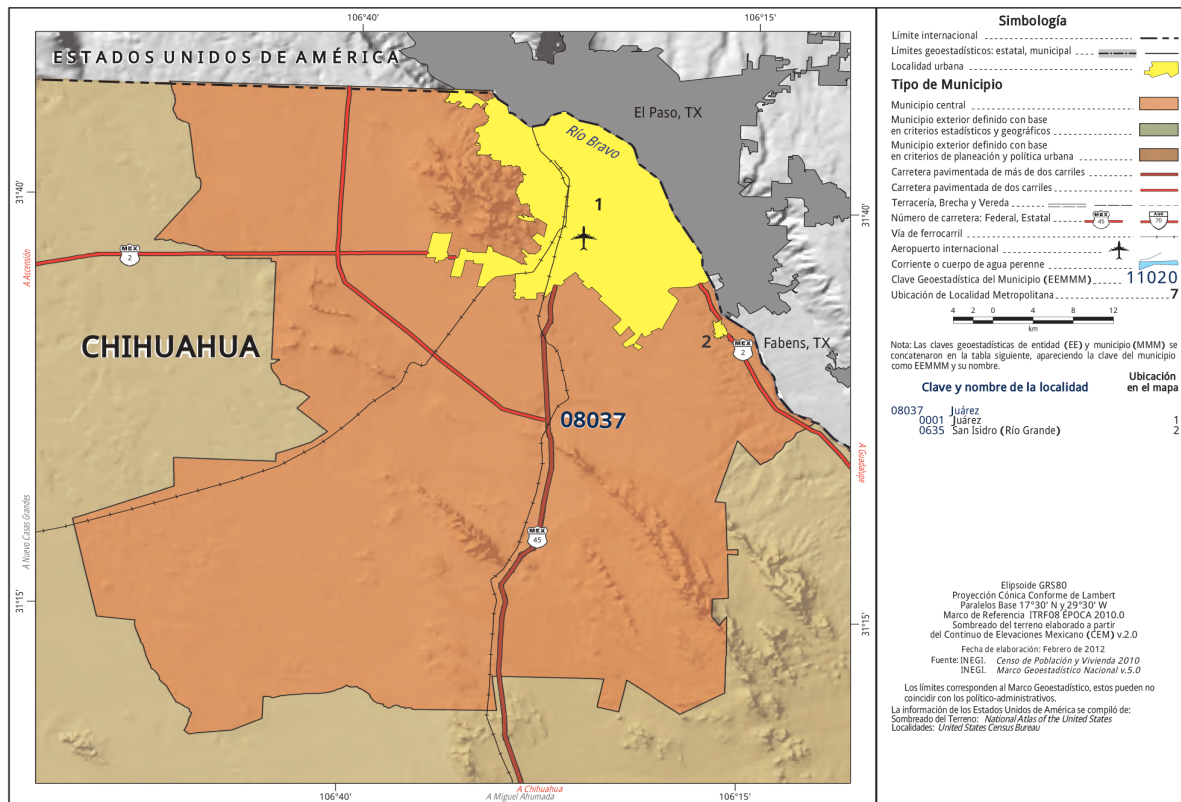 106°40'
106°15'
ESTADOS UNIDOS DE AMÉRICA
El Paso, TX
Río Bravo
31°40'
1
31°40'
MEX
2
A Ascensión
CHIHUAHUA
2
MEX
2
Fabens, TX
08037
A Guadalupe
A Nuevo Casas Grandes
MEX
45
31°15'
31°15'
106°40'
A Chihuahua
A Miguel Ahumada
106°15'
Simbología
Límite internacional
Límites geoestadísticos: estatal, municipal
Localidad urbana
Tipo de Municipio
Municipio central
Municipio exterior definido con base
en criterios estadísticos y geográficos
Municipio exterior definido con base
en criterios de planeación y política urbana
Carretera pavimentada de más de dos carriles
Carretera pavimentada de dos carriles
Terracería, Brecha y Vereda
Número de carretera: Federal, Estatal MEX 45 70
Vía de ferrocarril
Aeropuerto internacional
Corriente o cuerpo de agua perenne
Clave Geoestadística del Municipio (EEMMM) 11020
Ubicación de Localidad Metropolitana 7
4 2 0 4 8 12
km
Nota: Las claves geoestadísticas de entidad (EE) y municipio (MMM) se
concatenaron en la tabla siguiente, apareciendo la clave del municipio
como EEMMM y su nombre.
Clave y nombre de la localidad Ubicación en el mapa
08037 Juárez
0001 Juárez 1
0635 San Isidro (Río Grande) 2
Elipsoide GRS80
Proyección Cónica Conforme de Lambert
Paralelos Base 17°30' N y 29°30' W
Marco de Referencia ITRF08 ÉPOCA 2010.0
Sombreado del terreno elaborado a partir
del Continuo de Elevaciones Mexicano (CEM) v.2.0
Fecha de elaboración: Febrero de 2012
Fuente: INEGI. Censo de Población y Vivienda 2010
INEGI. Marco Geoestadístico Nacional v.5.0
Los límites corresponden al Marco Geoestadístico, estos pueden no
coincidir con los político-administrativos.
La información de los Estados Unidos de América se compiló de:
Sombreado del Terreno: National Atlas of the United States
Localidades: United States Census Bureau